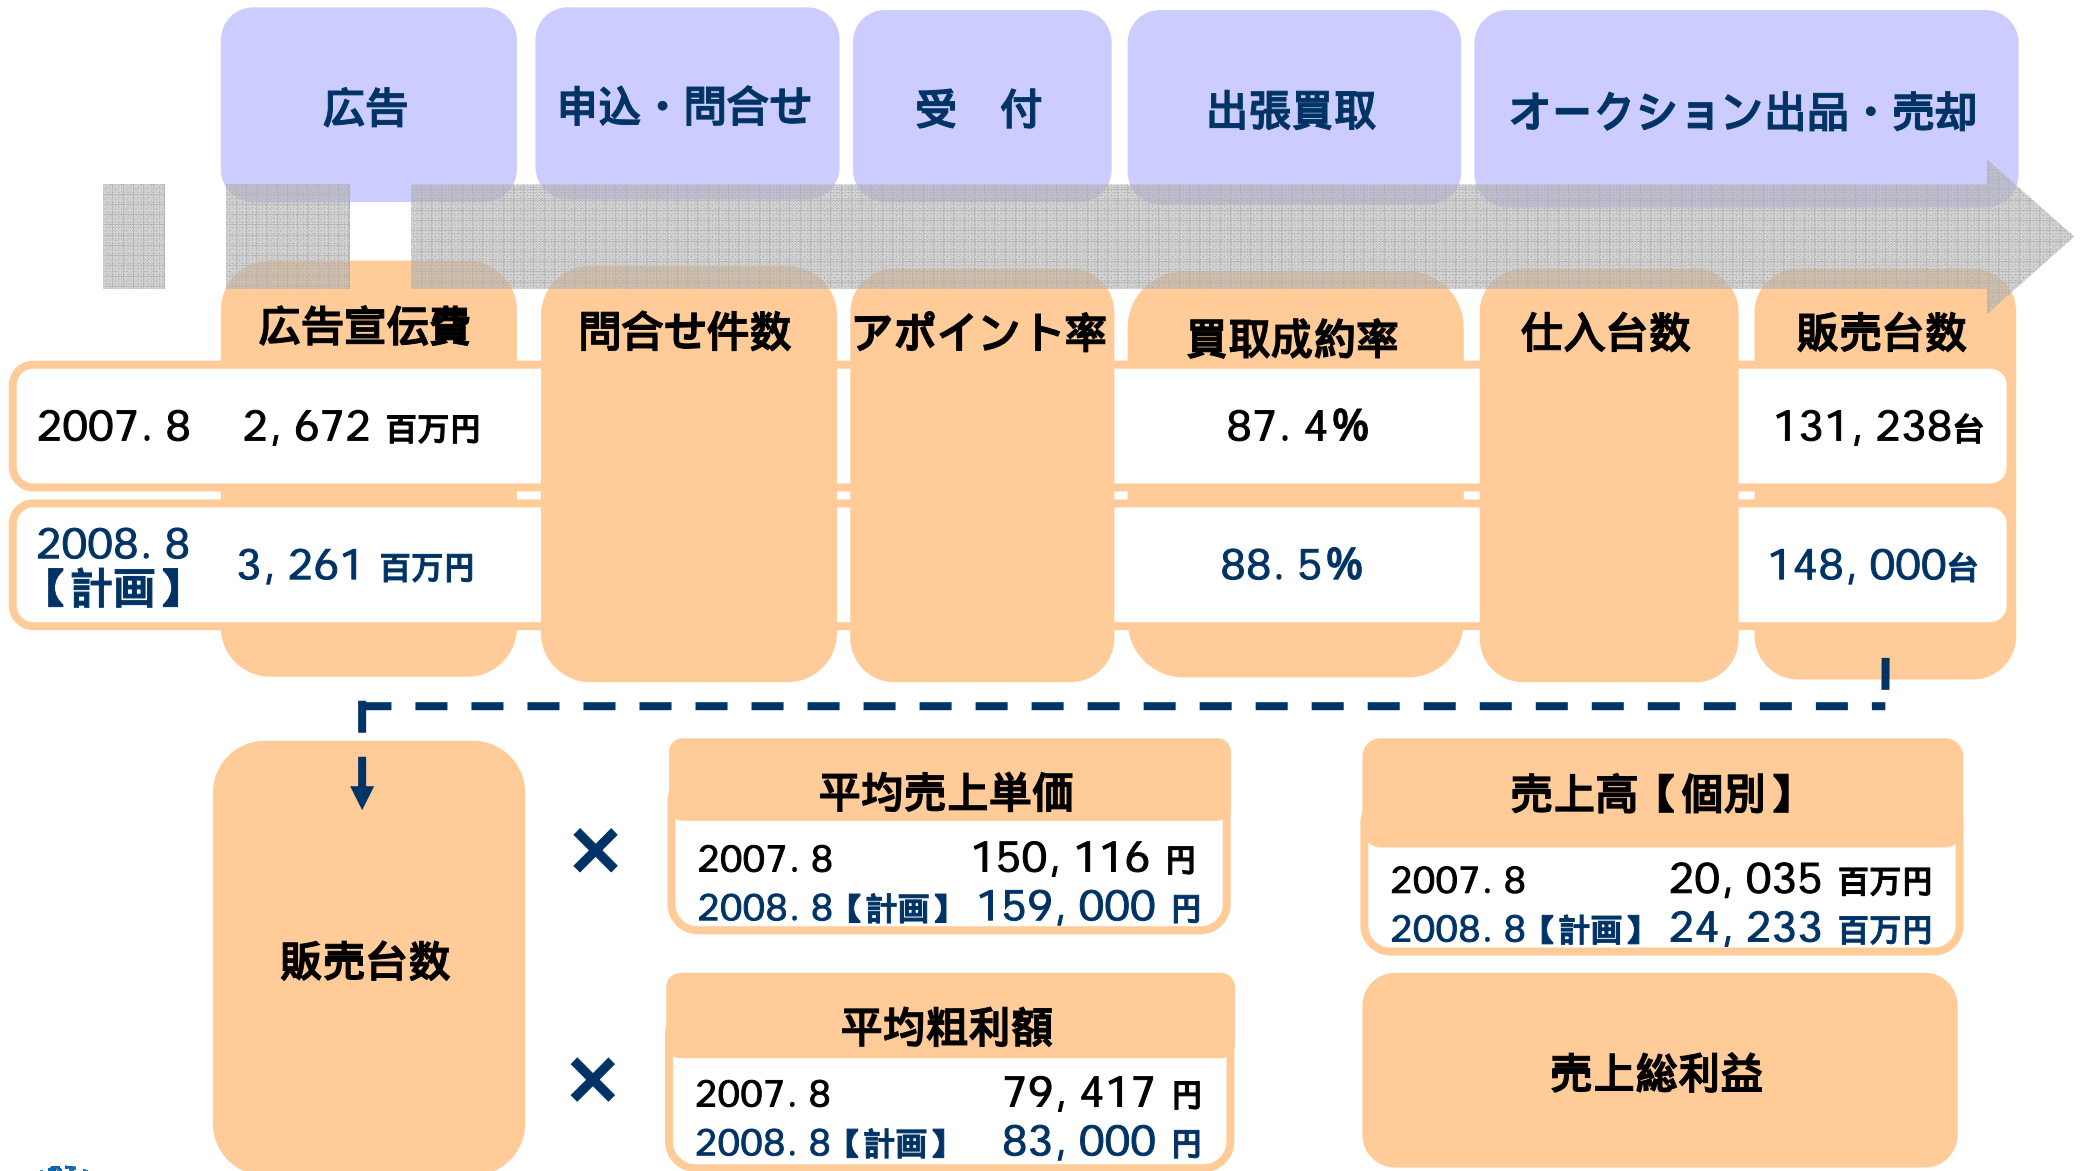 広告
申込・問合せ
受　付
出張買取
オークション出品・売却
広告宣伝費
問合せ件数
アポイント率
買取成約率
仕入台数
販売台数
2007. 8 2, 672 百万円 87. 4% 131, 238台
2008. 8
【計画】 3, 261 百万円 88. 5% 148, 000台
販売台数
×
平均売上単価
2007. 8 150, 116 円
2008. 8【計画】 159, 000 円
売上高【個別】
2007. 8 20, 035 百万円
2008. 8【計画】 24, 233 百万円
×
平均粗利額
2007. 8 79, 417 円
2008. 8【計画】 83, 000 円
売上総利益